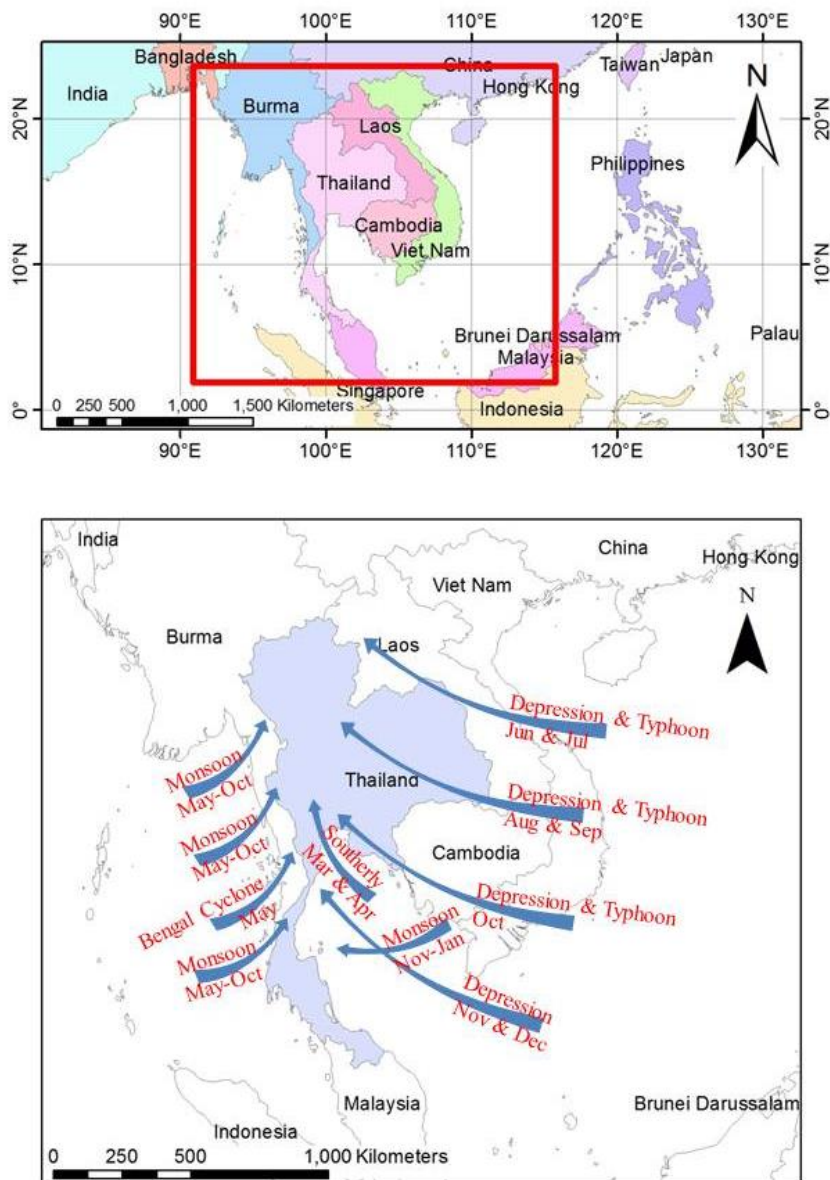 90°E 100°E 110°E 120°E 130°E
Bangladesh
China
Taiwan
Japan
India
Hong Kong
N
Burma
20°N
20°N
Laos
Philippines
Thailand
Cambodia
Viet Nam
10°N
10°N
Brunei Darussalam
Palau
Malaysia
Singapore
Indonesia
0°
0°
0 250 500 1,000 1,500 Kilometers
90°E 100°E 110°E 120°E 130°E
India
China
Hong Kong
Viet Nam
N
Burma
Laos
Depression & Typhoon
Jun & Jul
Monsoon
May-Oct
Thailand
Depression & Typhoon
Aug & Sep
Monsoon
May-Oct
Southerly
Mar & Apr
Cambodia
Bengal Cyclone
May
Depression & Typhoon
Oct
Monsoon
Nov-Jan
Monsoon
May-Oct
Depression
Nov & Dec
Malaysia
Brunei Darussalam
Indonesia
0 250 500 1,000 Kilometers